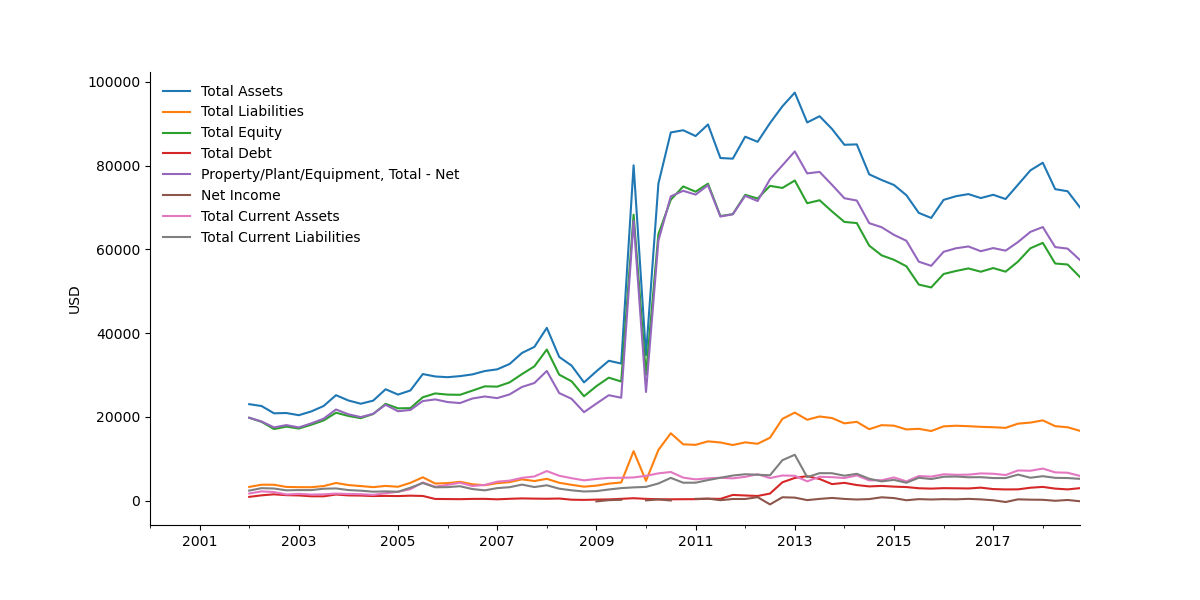 100000
80000
60000
40000
20000
0
USD
Total Assets
Total Liabilities
Total Equity
Total Debt
Property/Plant/Equipment, Total - Net
Net Income
Total Current Assets
Total Current Liabilities
2001 2003 2005 2007 2009 2011 2013 2015 2017